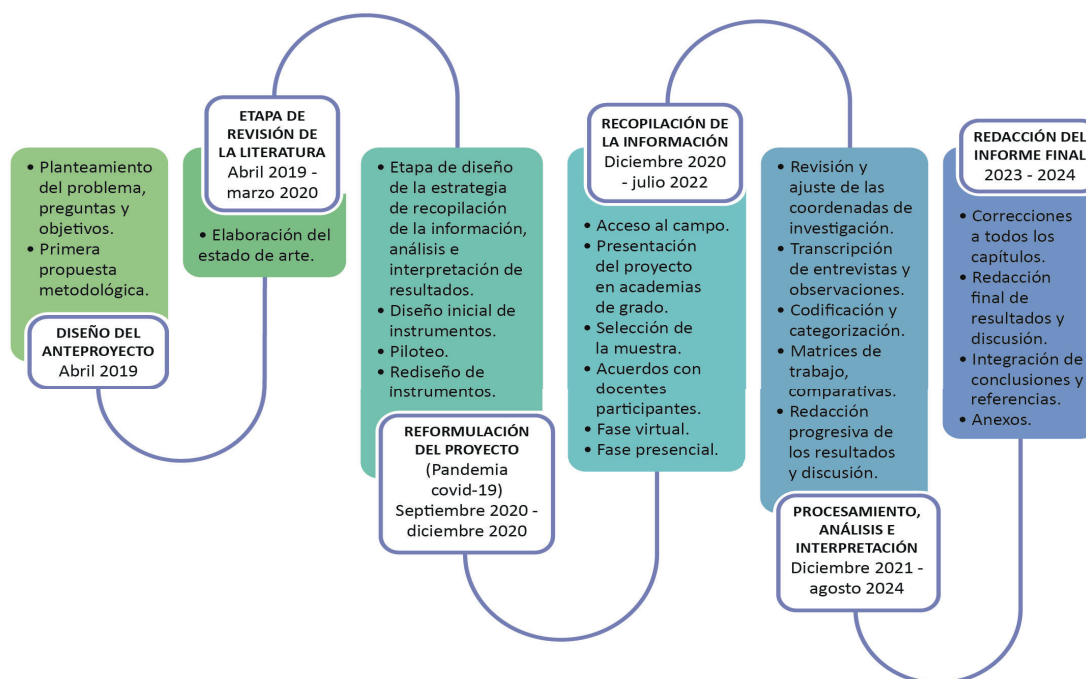 • Planteamiento
del problema,
preguntas y
objetivos.
• Primera
propuesta
metodológica.
DISEÑO DEL
ANTEPROYECTO
Abril 2019
ETAPA DE
REVISIÓN DE
LA LITERATURA
Abril 2019 -
marzo 2020
• Elaboración del
estado de arte.
• Etapa de diseño
de la estrategia
de recopilación
de la información,
análisis e
interpretación de
resultados.
• Diseño inicial de
instrumentos.
• Piloteo.
• Rediseño de
instrumentos.
REFORMULACIÓN
DEL PROYECTO
(Pandemia
covid-19)
Septiembre 2020 -
diciembre 2020
RECOPILACIÓN DE
LA INFORMACIÓN
Diciembre 2020
- julio 2022
• Acceso al campo.
• Presentación
del proyecto
en academias
de grado.
• Selección de
la muestra.
• Acuerdos con
docentes
participantes.
• Fase virtual.
• Fase presencial.
• Revisión y
ajuste de las
coordenadas de
investigación.
• Transcripción de
entrevistas y
observaciones.
• Codificación y
categorización.
• Matrices de
trabajo,
comparativas.
• Redacción
progresiva de
los resultados
y discusión.
PROCESAMIENTO,
ANÁLISIS E
INTERPRETACIÓN
Diciembre 2021 -
agosto 2024
REDACCIÓN DEL
INFORME FINAL
2023 - 2024
• Correcciones
a todos los
capítulos.
• Redacción
final de
resultados y
discusión.
• Integración de
conclusiones y
referencias.
• Anexos.